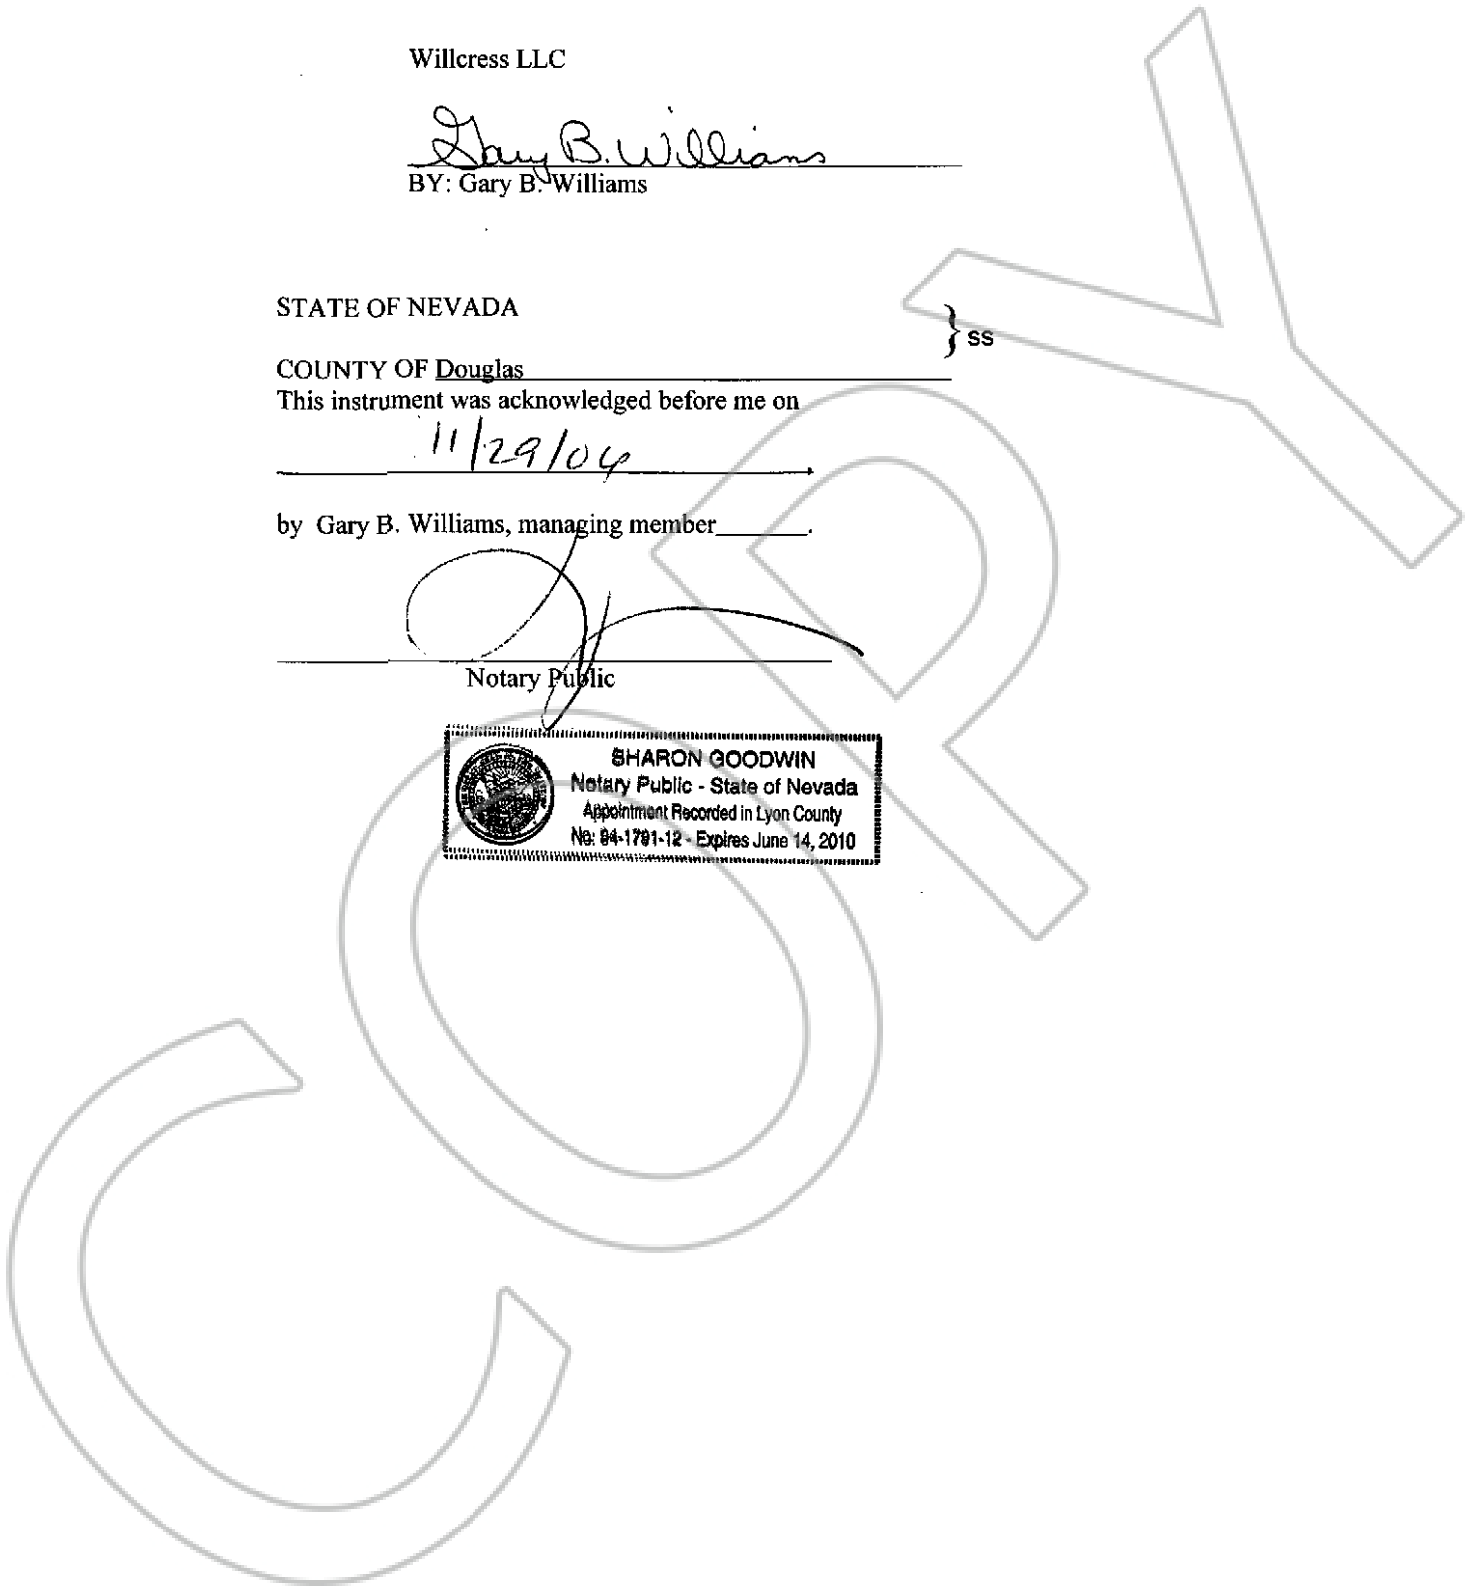 Willcress LLC
Gary B. Williams
BY: Gary B. Williams
STATE OF NEVADA
} ss
COUNTY OF Douglas
This instrument was acknowledged before me on
11/29/06
by Gary B. Williams, managing member______.
Notary Public
SHARON GOODWIN
Notary Public - State of Nevada
Appointment Recorded in Lyon County
No: 94-1791-12 - Expires June 14, 2010
COPY